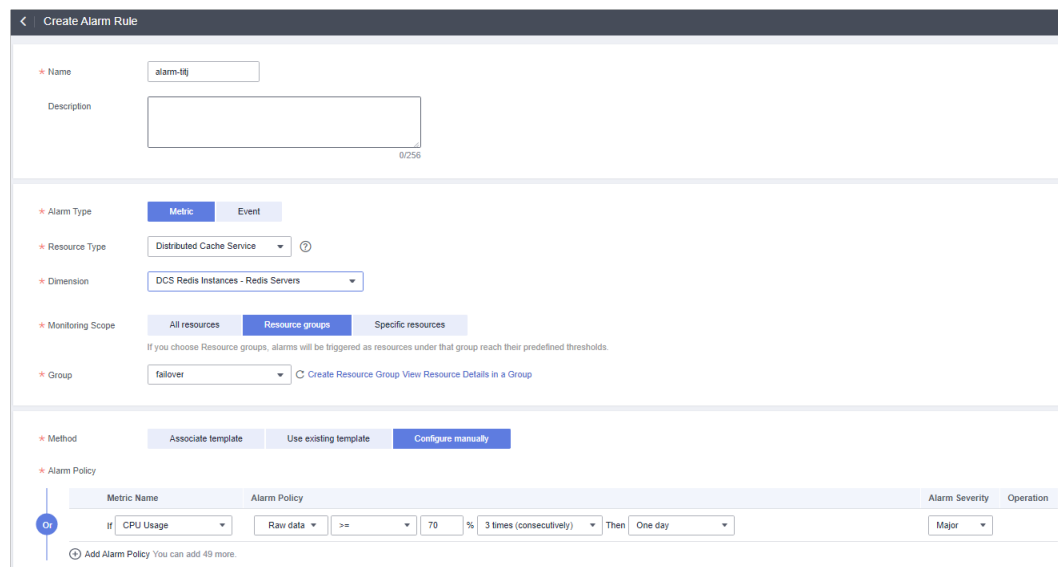 Create Alarm Rule
* Name alarm-titj
Description
0/256
* Alarm Type Metric Event
* Resource Type Distributed Cache Service ?
* Dimension DCS Redis Instances - Redis Servers
* Monitoring Scope All resources Resource groups Specific resources
If you choose Resource groups, alarms will be triggered as resources under that group reach their predefined thresholds.
* Group failover Create Resource Group View Resource Details in a Group
* Method Associate template Use existing template Configure manually
* Alarm Policy
Metric Name Alarm Policy Alarm Severity Operation
Or If CPU Usage Raw data >= 70 % 3 times (consecutively) Then One day Major
Add Alarm Policy You can add 49 more.